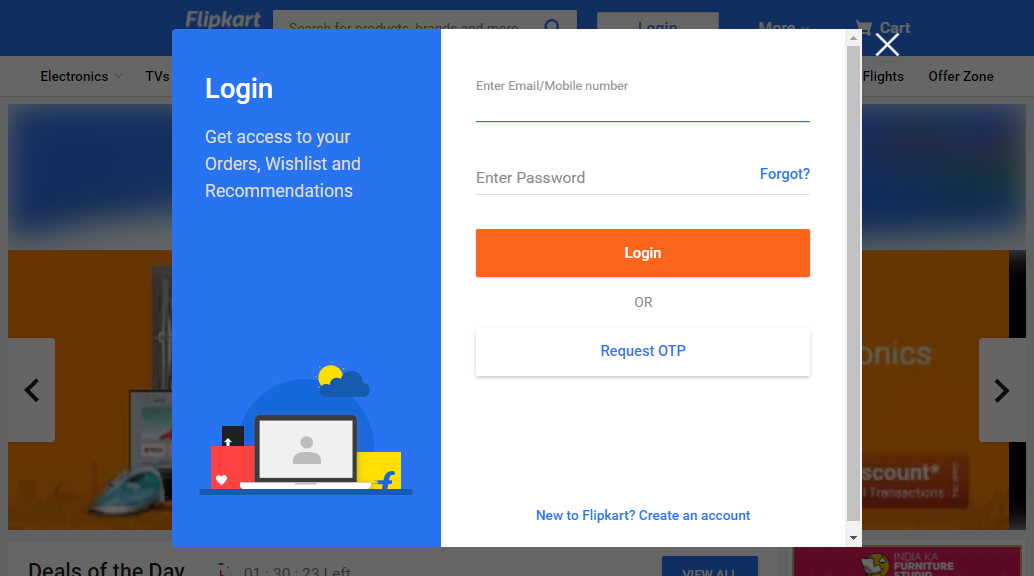 Flipkart
Search for products, brands and more
Login
More
Cart
Electronics
TVs
Flights
Offer Zone
Login
Get access to your
Orders, Wishlist and
Recommendations
Enter Email/Mobile number
Enter Password
Forgot?
Login
OR
Request OTP
New to Flipkart? Create an account
onics
scount*
Transactions
Deals of the Day
01 : 30 : 23 Left
VIEW ALL
INDIA KA
FURNITURE
STUDIO